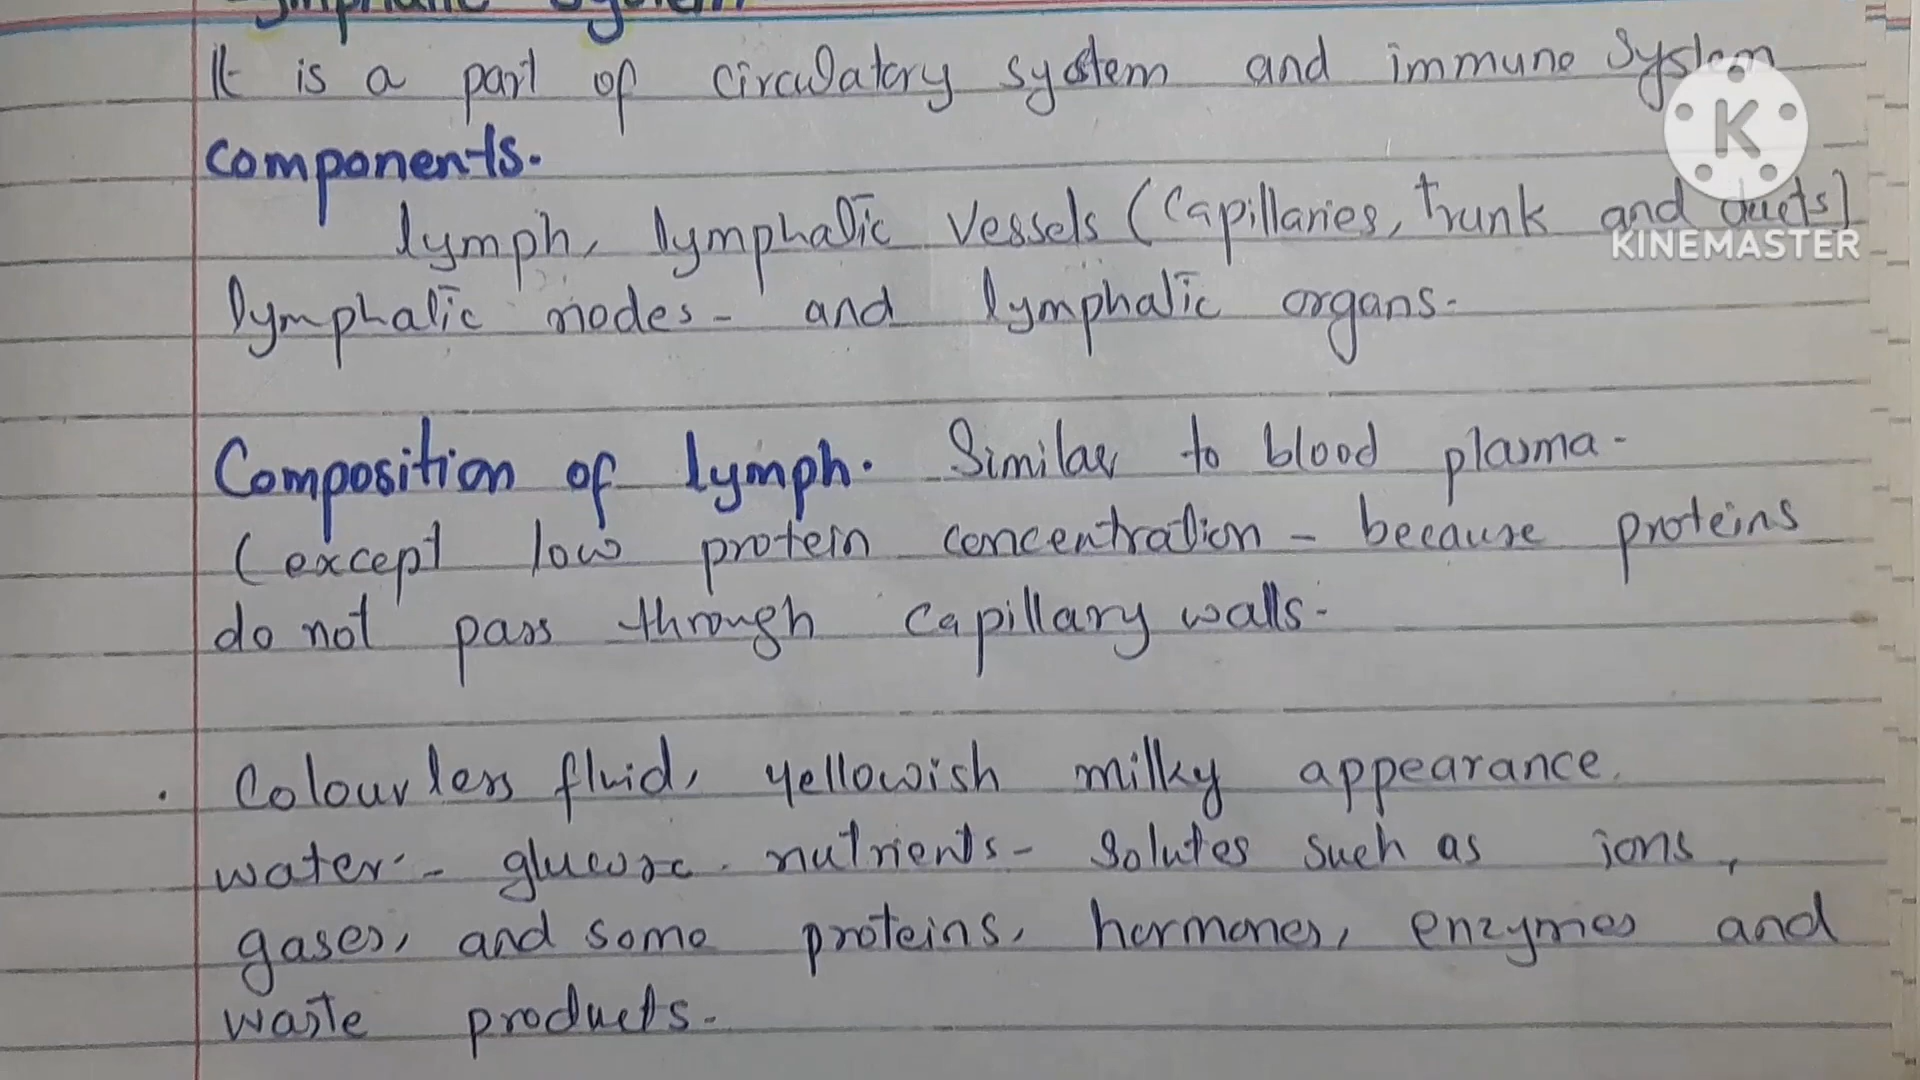 Lymphatic System
It is a part of circulatory system and immune system
Components.
lymph, lymphatic vessels (Capillaries, trunk and ducts)
lymphatic nodes - and lymphatic organs.
Composition of lymph. Similar to blood plasma -
(except low protein concentration - because proteins
do not pass through capillary walls.
. Colourless fluid, yellowish milky appearance.
water - glucose. nutrients - solutes such as ions,
gases, and some proteins, hormones, enzymes and
waste products.
K
KINEMASTER